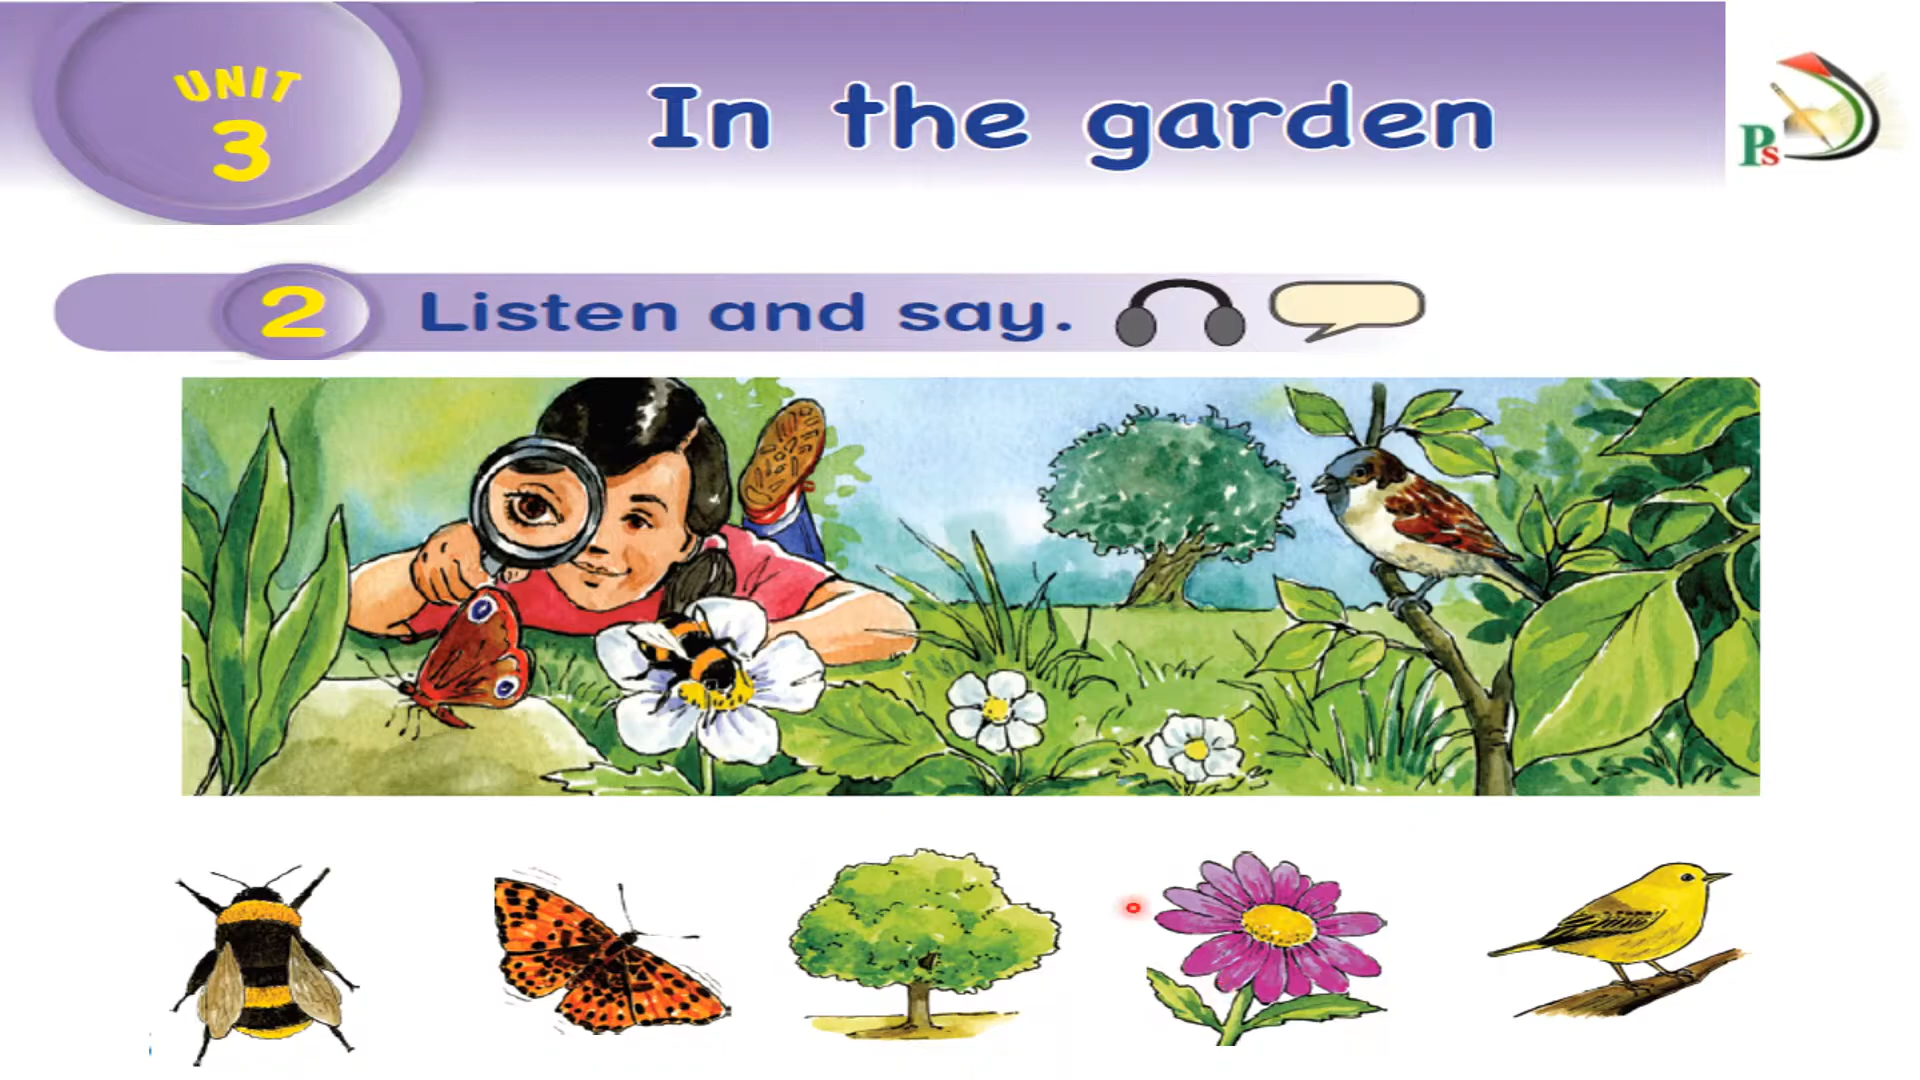 UNIT
3
In the garden
Ps
2 Listen and say.